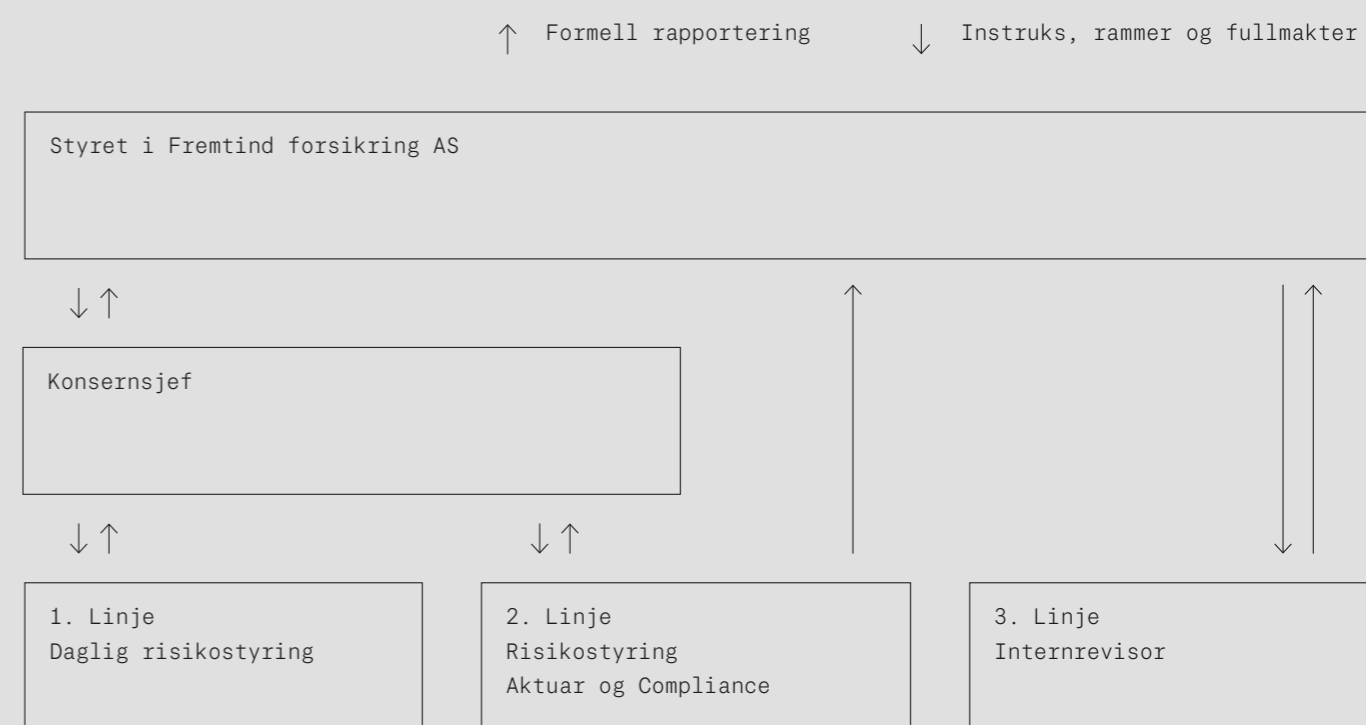 Formell rapportering
Instruks, rammer og fullmakter
Styret i Fremtind forsikring AS
Konsernsjef
1. Linje
Daglig risikostyring
2. Linje
Risikostyring
Aktuar og Compliance
3. Linje
Internrevisor